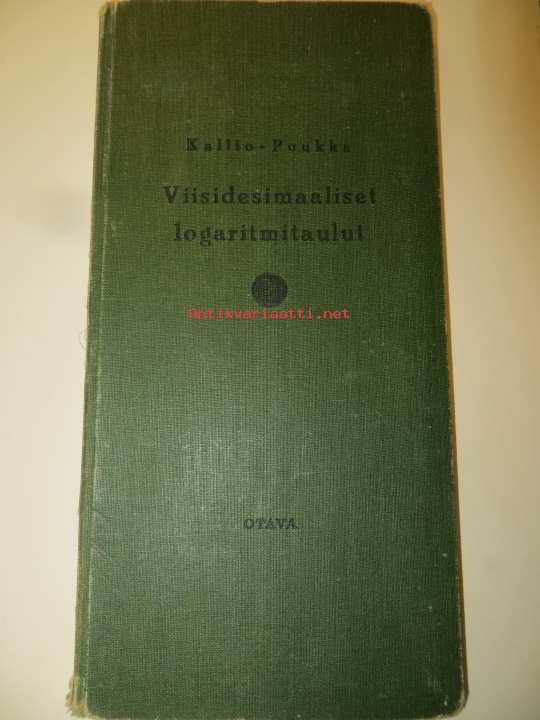 Kallio-Poukka
Viisidesimaaliset
logaritmitaulut
Antikvariaatti.net
OTAVA